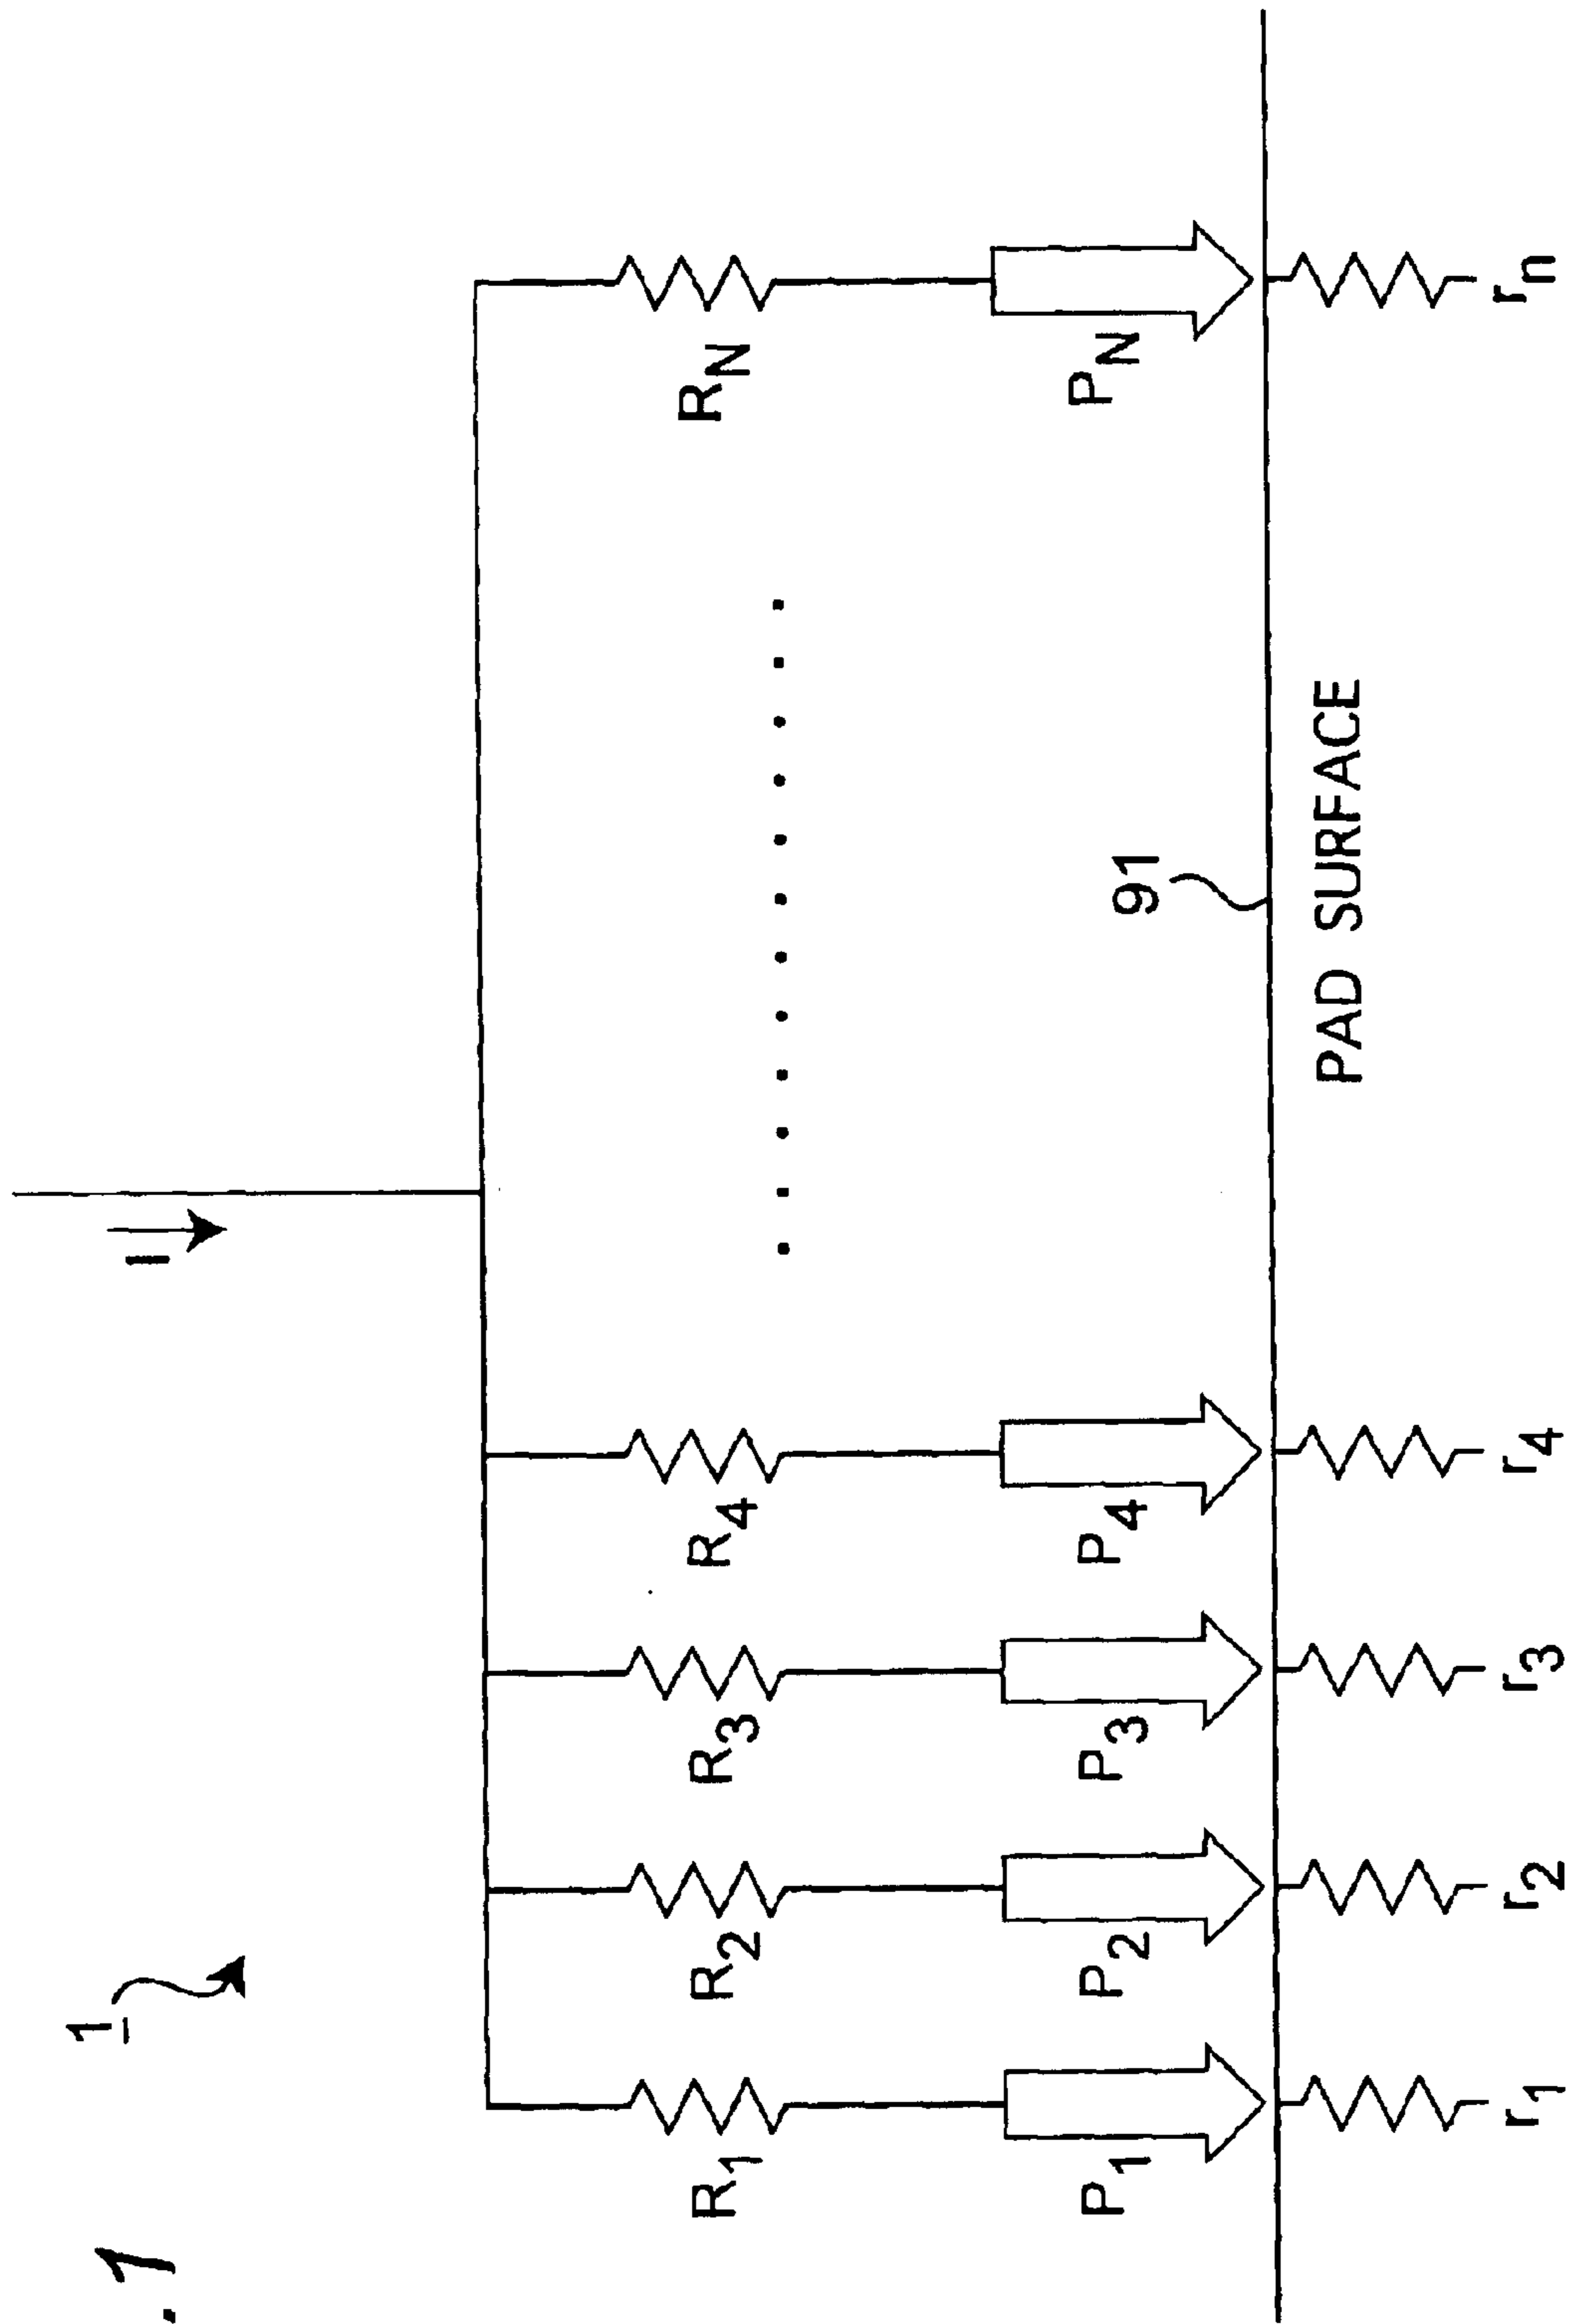 . 1
1
I
R1 R2 R3 R4 RN
P1 P2 P3 P4 PN
91
PAD SURFACE
r1 r2 r3 r4 rn